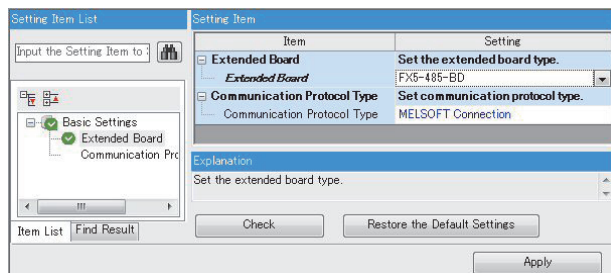 Setting Item List
Input the Setting Item to
Basic Settings
Extended Board
Communication Prc
Item List
Find Result
Setting Item
Item Setting
Extended Board Set the extended board type.
Extended Board FX5-485-BD
Communication Protocol Type Set communication protocol type.
Communication Protocol Type MELSOFT Connection
Explanation
Set the extended board type.
Check
Restore the Default Settings
Apply